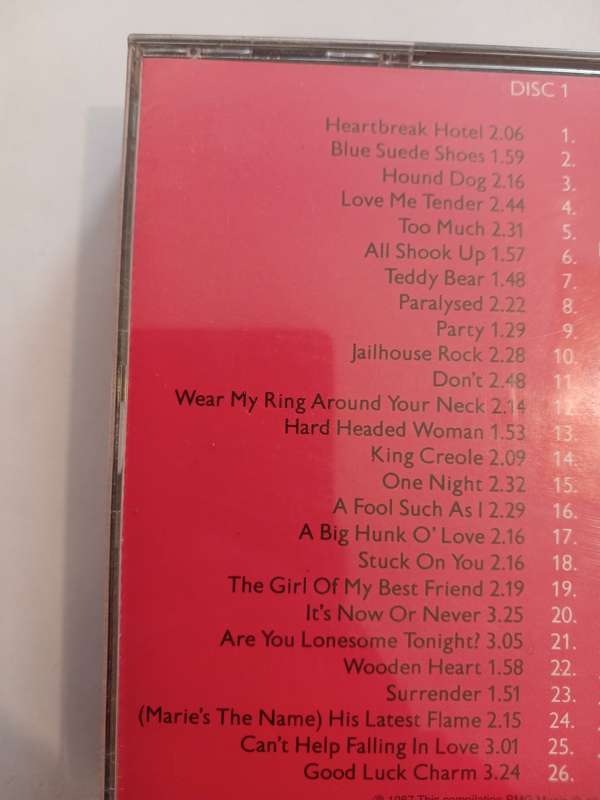 DISC 1
Heartbreak Hotel 2.06 1.
Blue Suede Shoes 1.59 2.
Hound Dog 2.16 3.
Love Me Tender 2.44 4.
Too Much 2.31 5.
All Shook Up 1.57 6.
Teddy Bear 1.48 7.
Paralysed 2.22 8.
Party 1.29 9.
Jailhouse Rock 2.28 10.
Don't 2.48 11.
Wear My Ring Around Your Neck 2.14 12.
Hard Headed Woman 1.53 13.
King Creole 2.09 14.
One Night 2.32 15.
A Fool Such As I 2.29 16.
A Big Hunk O' Love 2.16 17.
Stuck On You 2.16 18.
The Girl Of My Best Friend 2.19 19.
It's Now Or Never 3.25 20.
Are You Lonesome Tonight? 3.05 21.
Wooden Heart 1.58 22.
Surrender 1.51 23.
(Marie's The Name) His Latest Flame 2.15 24.
Can't Help Falling In Love 3.01 25.
Good Luck Charm 3.24 26.
This compilation BMG Music